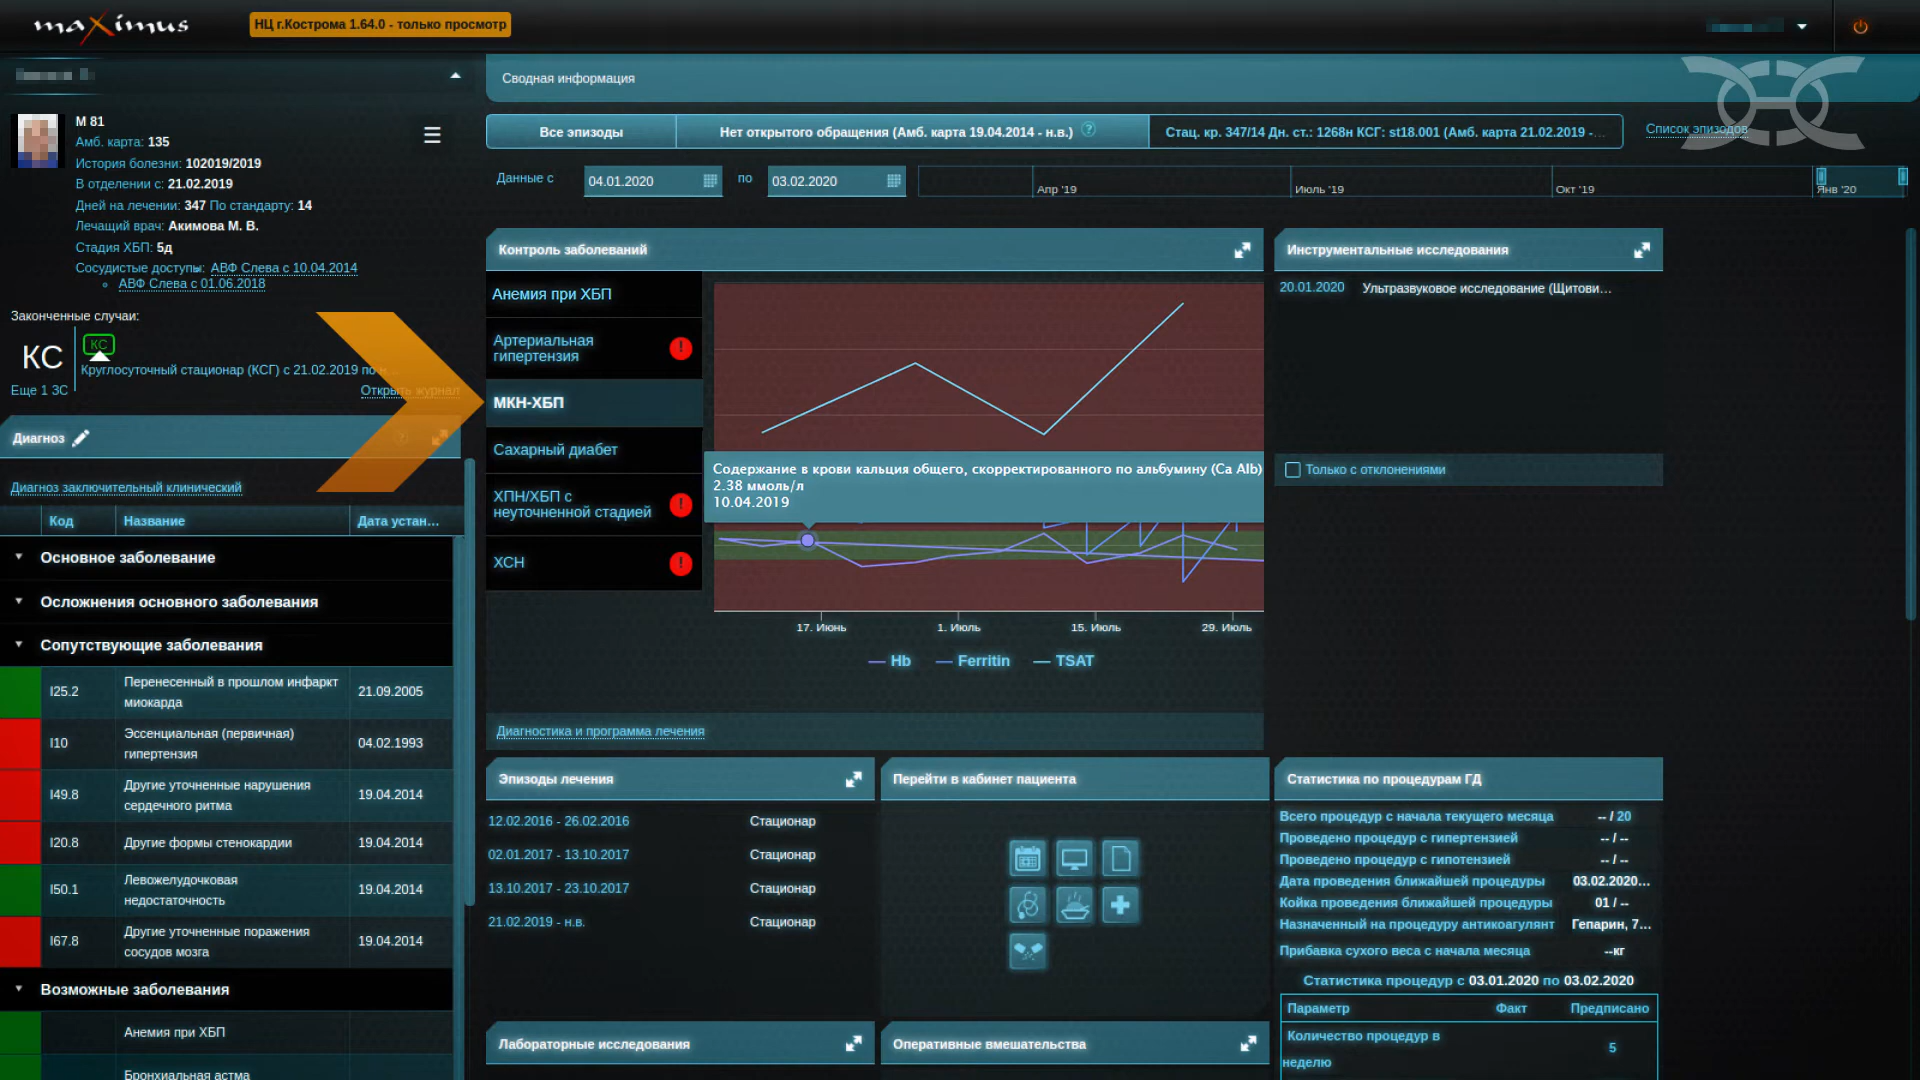 maXimus
НЦ г.Кострома 1.64.0 - только просмотр
М 81
Амб. карта: 135
История болезни: 102019/2019
В отделении с: 21.02.2019
Дней на лечении: 347 По стандарту: 14
Лечащий врач: Акимова М. В.
Стадия ХБП: 5д
Сосудистые доступы: АВФ Слева с 10.04.2014
АВФ Слева с 01.06.2018
Законченные случаи:
КС
КС
Круглосуточный стационар (КСГ) с 21.02.2019 по н...
Еще 1 ЗС
Открыть журнал
Диагноз
Диагноз заключительный клинический
Код Название Дата устан...
Основное заболевание
Осложнения основного заболевания
Сопутствующие заболевания
I25.2 Перенесенный в прошлом инфаркт миокарда 21.09.2005
I10 Эссенциальная (первичная) гипертензия 04.02.1993
I49.8 Другие уточненные нарушения сердечного ритма 19.04.2014
I20.8 Другие формы стенокардии 19.04.2014
I50.1 Левожелудочковая недостаточность 19.04.2014
I67.8 Другие уточненные поражения сосудов мозга 19.04.2014
Возможные заболевания
Анемия при ХБП
Бронхиальная астма
Сводная информация
Все эпизоды
Нет открытого обращения (Амб. карта 19.04.2014 - н.в.) ?
Стац. кр. 347/14 Дн. ст.: 1268н КСГ: st18.001 (Амб. карта 21.02.2019 -...
Список эпизодов
Данные с 04.01.2020 по 03.02.2020
Апр '19 Июль '19 Окт '19 Янв '20
Контроль заболеваний
Анемия при ХБП
Артериальная
гипертензия !
МКН-ХБП
Сахарный диабет
ХПН/ХБП с
неуточненной стадией !
ХСН !
Содержание в крови кальция общего, скорректированного по альбумину (Ca Alb)
2.38 ммоль/л
10.04.2019
17. Июнь 1. Июль 15. Июль 29. Июль
Hb Ferritin TSAT
Диагностика и программа лечения
Инструментальные исследования
20.01.2020 Ультразвуковое исследование (Щитови...
Только с отклонениями
Эпизоды лечения
12.02.2016 - 26.02.2016 Стационар
02.01.2017 - 13.10.2017 Стационар
13.10.2017 - 23.10.2017 Стационар
21.02.2019 - н.в. Стационар
Перейти в кабинет пациента
Статистика по процедурам ГД
Всего процедур с начала текущего месяца -- / 20
Проведено процедур с гипертензией -- / --
Проведено процедур с гипотензией -- / --
Дата проведения ближайшей процедуры 03.02.2020...
Койка проведения ближайшей процедуры 01 / --
Назначенный на процедуру антикоагулянт Гепарин, 7...
Прибавка сухого веса с начала месяца --кг
Статистика процедур с 03.01.2020 по 03.02.2020
Параметр Факт Предписано
Количество процедур в
неделю 5
Лабораторные исследования
Оперативные вмешательства